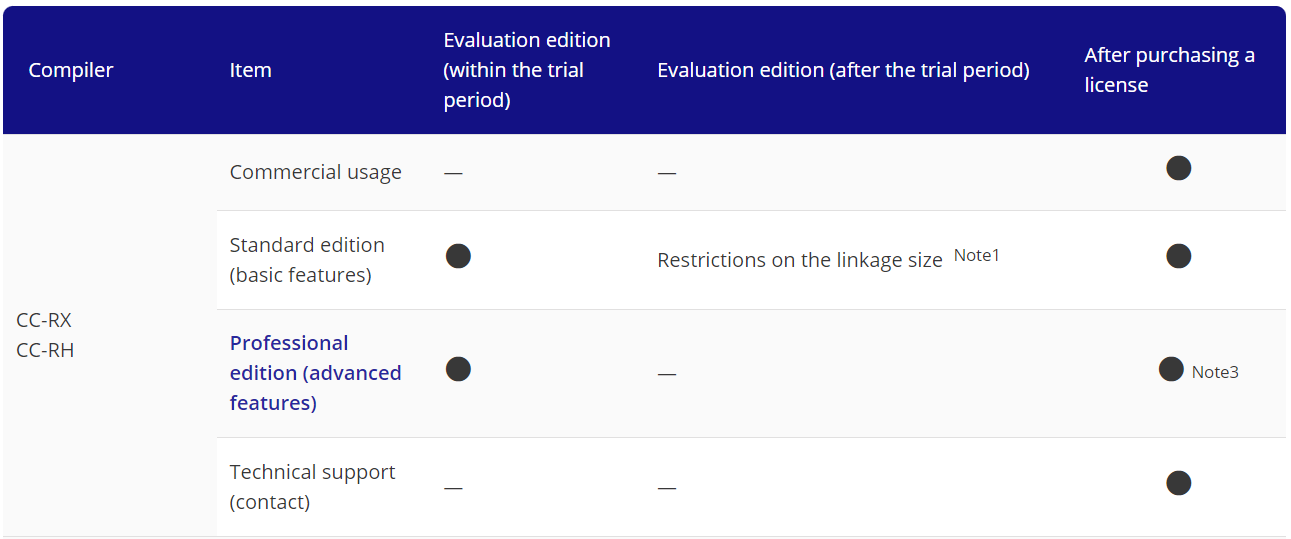 Compiler
Item
Evaluation edition
(within the trial
period)
Evaluation edition (after the trial period)
After purchasing a
license
CC-RX
CC-RH
Commercial usage
—
—
●
Standard edition
(basic features)
●
Restrictions on the linkage size Note1
●
Professional
edition (advanced
features)
●
—
● Note3
Technical support
(contact)
—
—
●